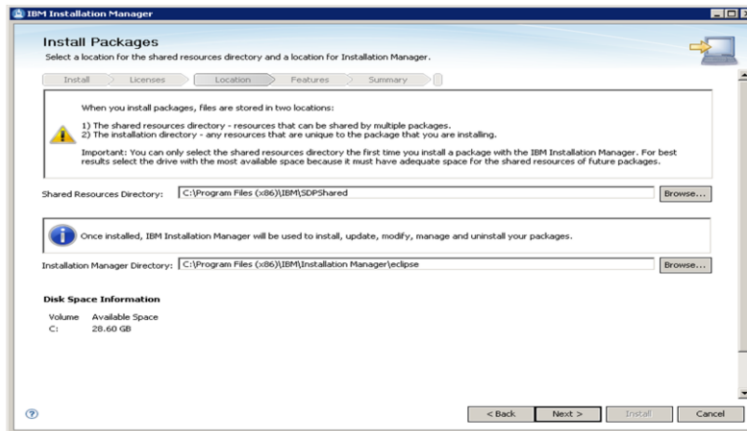 IBM Installation Manager
Install Packages
Select a location for the shared resources directory and a location for Installation Manager.
Install Licenses Location Features Summary
When you install packages, files are stored in two locations:
1) The shared resources directory - resources that can be shared by multiple packages.
2) The installation directory - any resources that are unique to the package that you are installing.
Important: You can only select the shared resources directory the first time you install a package with the IBM Installation Manager. For best
results select the drive with the most available space because it must have adequate space for the shared resources of future packages.
Shared Resources Directory: C:\Program Files (x86)\IBM\SDPShared Browse...
Once installed, IBM Installation Manager will be used to install, update, modify, manage and uninstall your packages.
Installation Manager Directory: C:\Program Files (x86)\IBM\Installation Manager\eclipse Browse...
Disk Space Information
Volume Available Space
C: 28.60 GB
< Back Next > Install Cancel